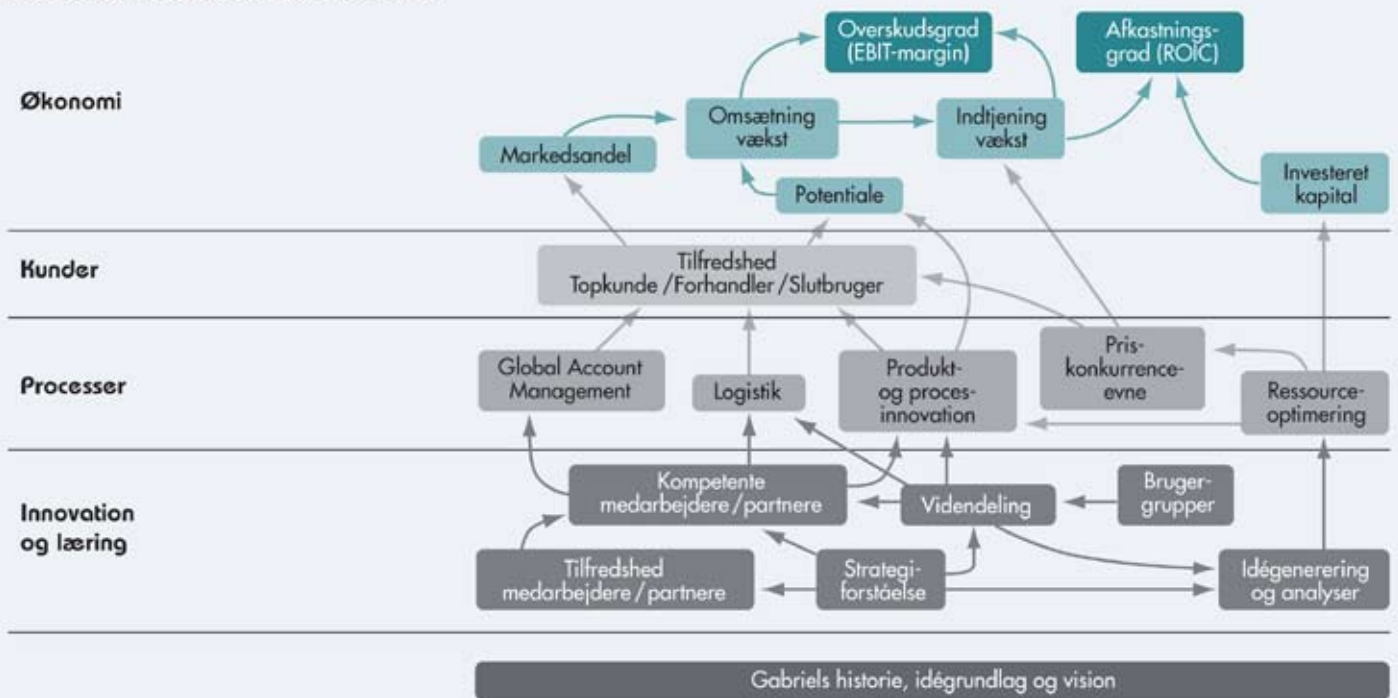 Overskudsgrad
(EBIT-margin)
Afkastnings-
grad (ROIC)
Økonomi
Omsætning
vækst
Indtjening
vækst
Markedsandel
Potentiale
Investeret
kapital
Kunder
Tilfredshed
Topkunde / Forhandler / Slutbruger
Processer
Global Account
Management
Logistik
Produkt-
og proces-
innovation
Pris-
konkurrence-
evne
Ressource-
optimering
Innovation
og læring
Kompetente
medarbejdere / partnere
Videndeling
Bruger-
grupper
Tilfredshed
medarbejdere / partnere
Strategi-
forståelse
Idégenerering
og analyser
Gabriels historie, idégrundlag og vision